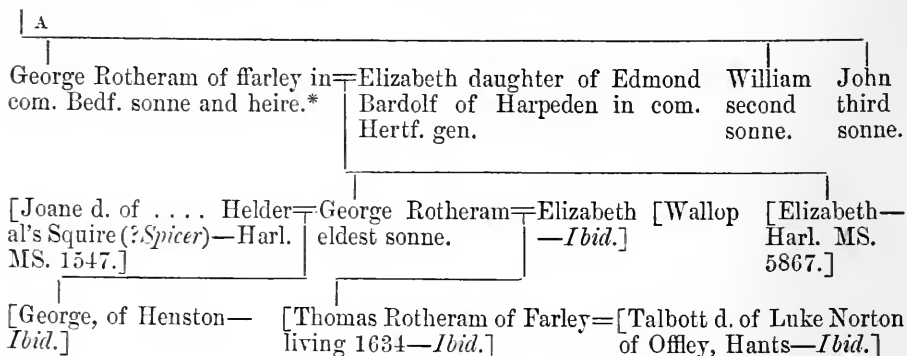 A
George Rotheram of ffarley in
com. Bedf. sonne and heire.*
Elizabeth daughter of Edmond
Bardolf of Harpeden in com.
Hertf. gen.
William
second
sonne.
John
third
sonne.
[Joane d. of .... Helder
al's Squire (?Spicer)—Harl.
MS. 1547.]
George Rotheram
eldest sonne.
Elizabeth [Wallop
—Ibid.]
[Elizabeth—
Harl. MS.
5867.]
[George, of Henston—
Ibid.]
[Thomas Rotheram of Farley=[Talbott d. of Luke Norton
living 1634—Ibid.]
of Offley, Hants—Ibid.]